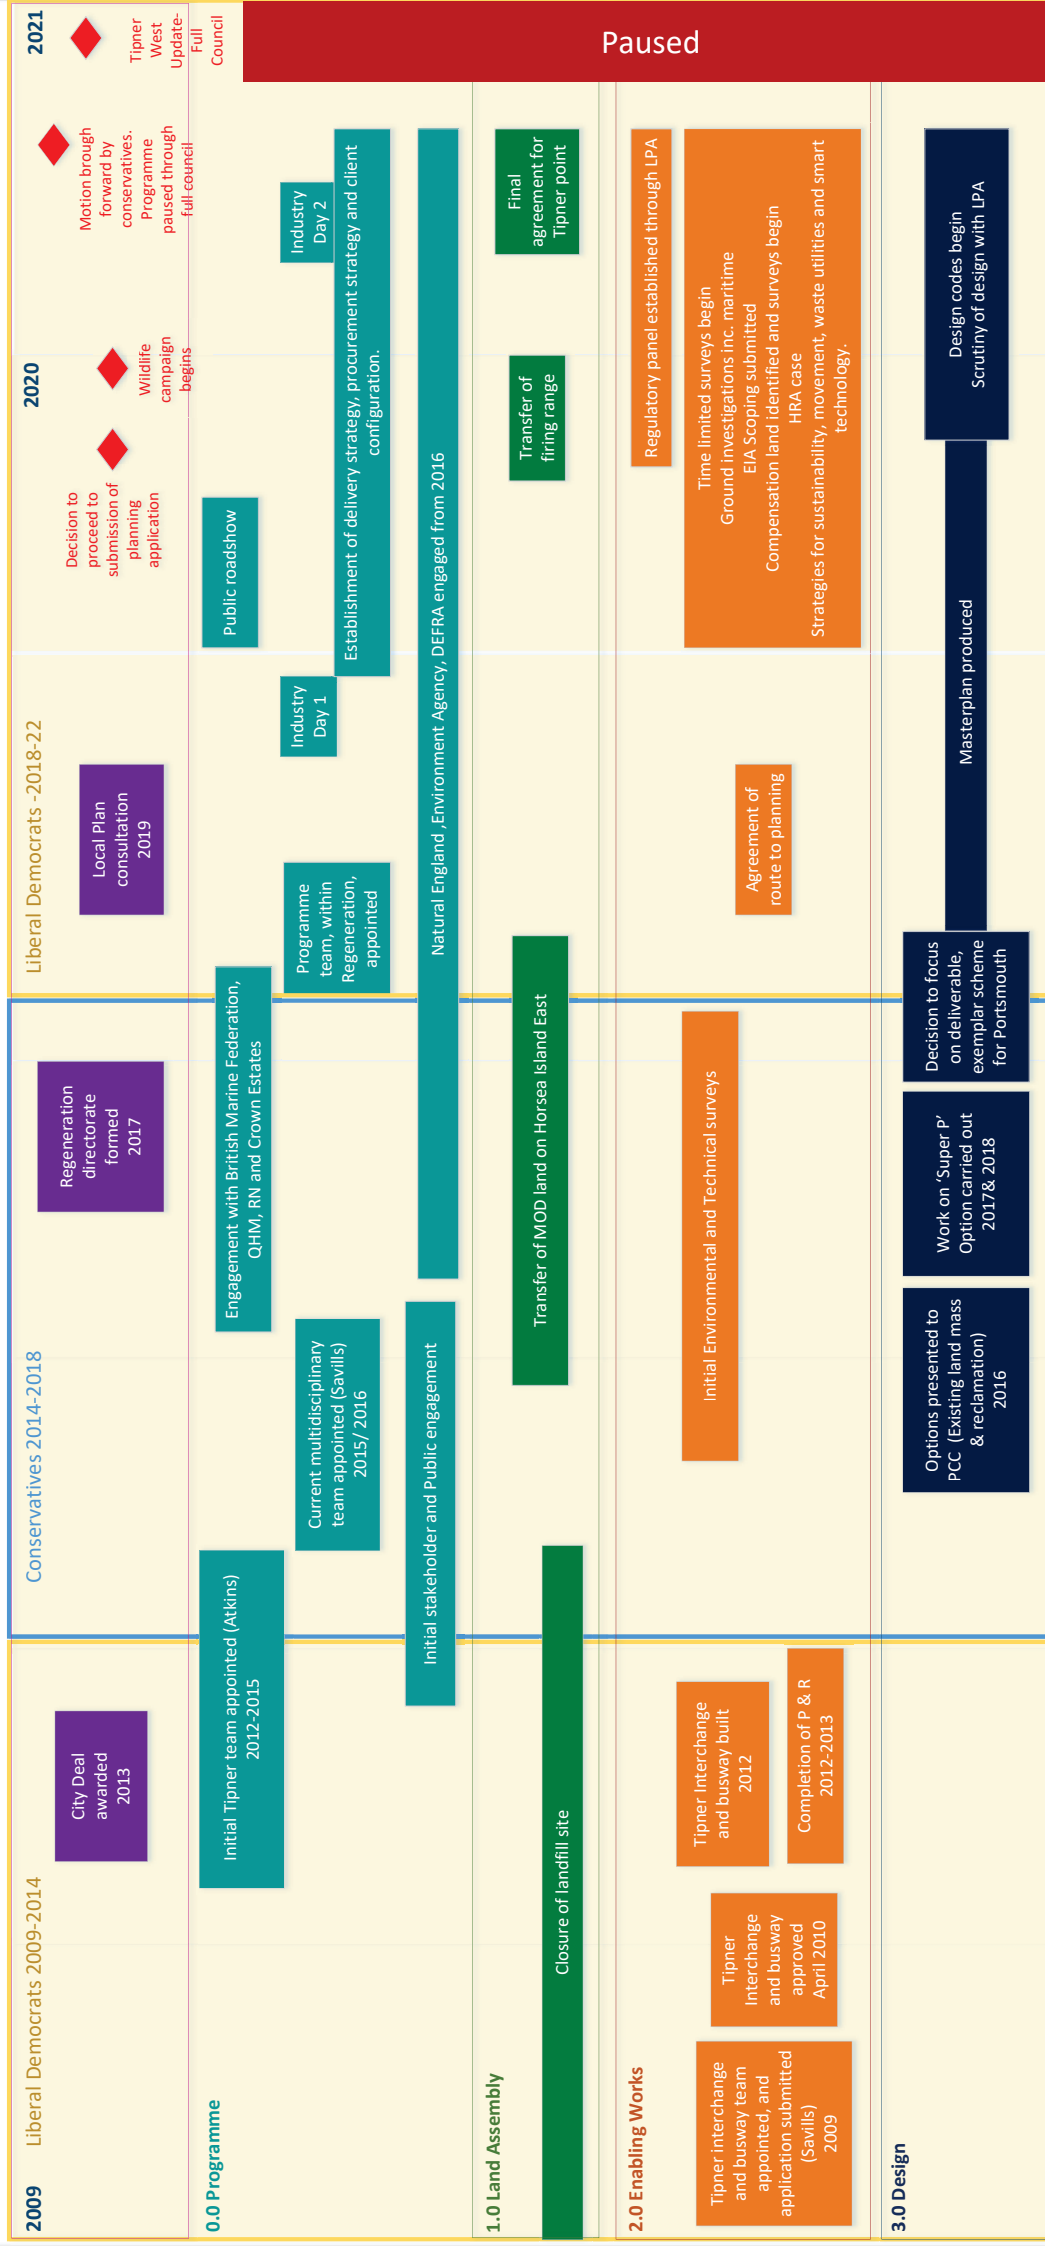 2009
Liberal Democrats 2009-2014
Conservatives 2014-2018
Liberal Democrats -2018-22
2020
2021
City Deal
awarded
2013
Regeneration
directorate
formed
2017
Local Plan
consultation
2019
Decision to
proceed to
submission of
planning
application
Wildlife
campaign
begins
Motion brough
forward by
conservatives.
Programme
paused through
full council
Tipner
West
Update-
Full
Council
0.0 Programme
Initial Tipner team appointed (Atkins)
2012-2015
Current multidisciplinary
team appointed (Savills)
2015/ 2016
Initial stakeholder and Public engagement
Engagement with British Marine Federation,
QHM, RN and Crown Estates
Programme
team, within
Regeneration,
appointed
Industry
Day 1
Public roadshow
Industry
Day 2
Establishment of delivery strategy, procurement strategy and client
configuration.
Natural England ,Environment Agency, DEFRA engaged from 2016
Paused
1.0 Land Assembly
Closure of landfill site
Transfer of MOD land on Horsea Island East
Transfer of
firing range
Final
agreement for
Tipner point
2.0 Enabling Works
Tipner interchange
and busway team
appointed, and
application submitted
(Savills)
2009
Tipner
Interchange
and busway
approved
April 2010
Tipner Interchange
and busway built
2012
Completion of P & R
2012-2013
Initial Environmental and Technical surveys
Agreement of
route to planning
Regulatory panel established through LPA
Time limited surveys begin
Ground investigations inc. maritime
EIA Scoping submitted
Compensation land identified and surveys begin
HRA case
Strategies for sustainability, movement, waste utilities and smart
technology.
3.0 Design
Options presented to
PCC (Existing land mass
& reclamation)
2016
Work on ‘Super P’
Option carried out
2017& 2018
Decision to focus
on deliverable,
exemplar scheme
for Portsmouth
Masterplan produced
Design codes begin
Scrutiny of design with LPA